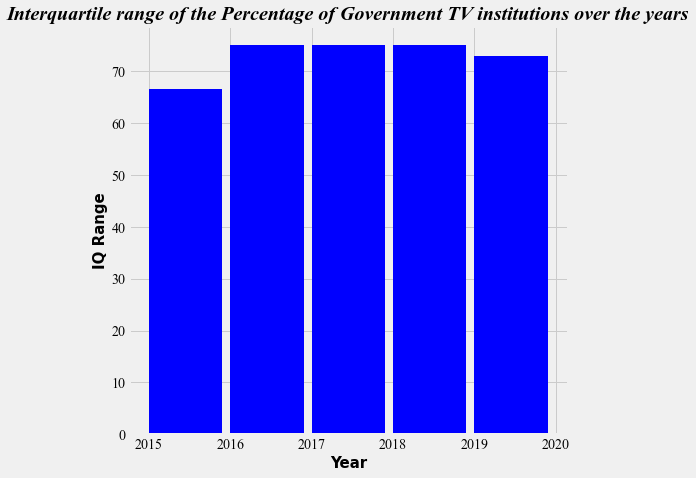 Interquartile range of the Percentage of Government TV institutions over the years
70
60
50
40
30
20
10
0
IQ Range
2015 2016 2017 2018 2019 2020
Year